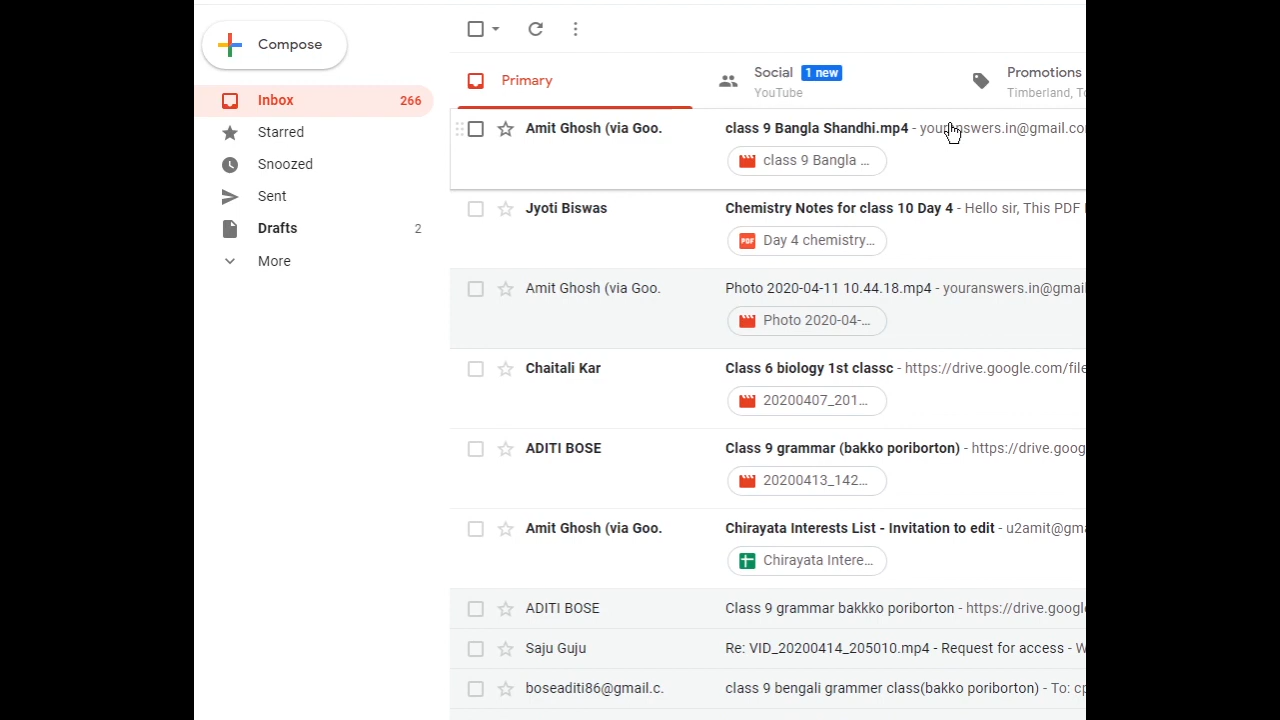 Compose
Inbox 266
Starred
Snoozed
Sent
Drafts 2
More
Primary
Social 1 new
YouTube
Promotions
Timberland, To
Amit Ghosh (via Goo. class 9 Bangla Shandhi.mp4 - youranswers.in@gmail.co
class 9 Bangla ...
Jyoti Biswas Chemistry Notes for class 10 Day 4 - Hello sir, This PDF
PDF Day 4 chemistry...
Amit Ghosh (via Goo. Photo 2020-04-11 10.44.18.mp4 - youranswers.in@gmai
Photo 2020-04-...
Chaitali Kar Class 6 biology 1st classc - https://drive.google.com/file
20200407_201...
ADITI BOSE Class 9 grammar (bakko poriborton) - https://drive.goog
20200413_142...
Amit Ghosh (via Goo. Chirayata Interests List - Invitation to edit - u2amit@gma
Chirayata Intere...
ADITI BOSE Class 9 grammar bakkko poriborton - https://drive.googl
Saju Guju Re: VID_20200414_205010.mp4 - Request for access - W
boseaditi86@gmail.c. class 9 bengali grammer class(bakko poriborton) - To: cp